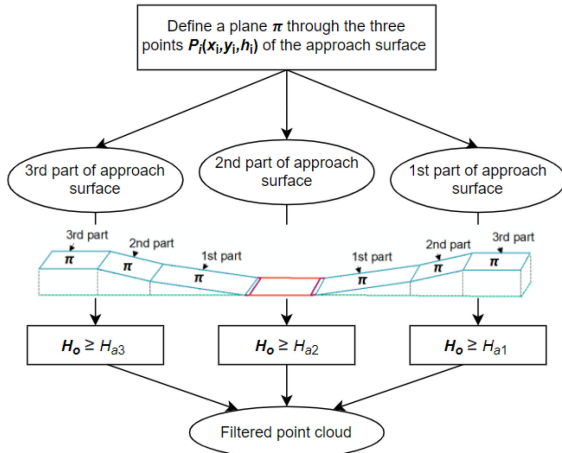 Define a plane π through the three
points Pi(xi,yi,hi) of the approach surface
3rd part of approach
surface
2nd part of approach
surface
1st part of approach
surface
3rd part
2nd part
1st part
1st part
2nd part
3rd part
π
π
π
π
π
π
Ho ≥ Ha3
Ho ≥ Ha2
Ho ≥ Ha1
Filtered point cloud